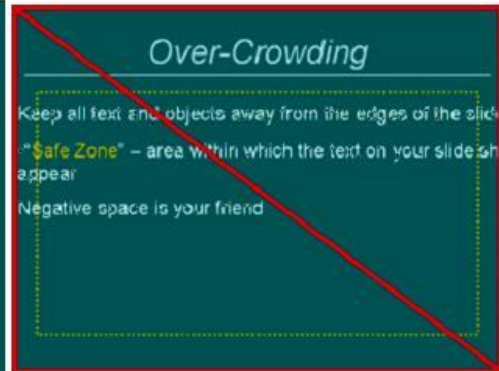 Over-Crowding
Keep all text and objects away from the edges of the slid
"Safe Zone" – area within which the text on your slide sh
appear
Negative space is your friend